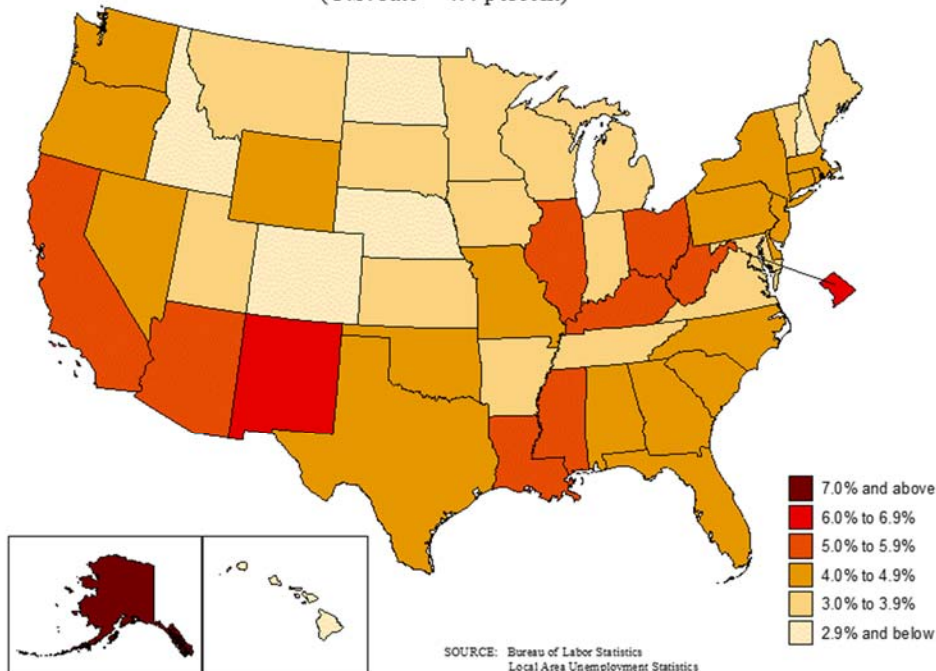 7.0% and above
6.0% to 6.9%
5.0% to 5.9%
4.0% to 4.9%
3.0% to 3.9%
2.9% and below
SOURCE: Bureau of Labor Statistics
Local Area Unemployment Statistics